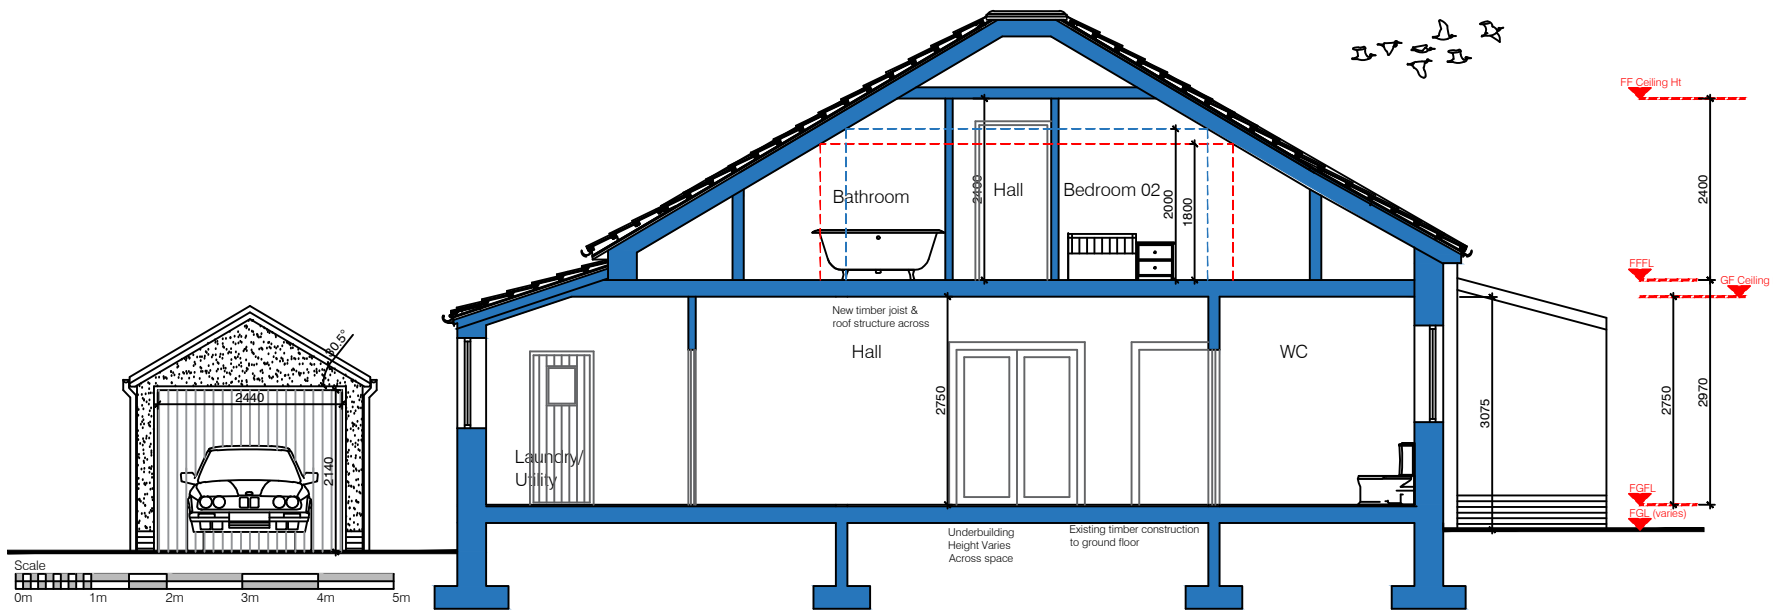 FF Ceiling Ht
2400
Bathroom
2400
Hall
Bedroom 02
2000
1800
FFFL
GF Ceiling
New timber joist &
roof structure across
30.5°
2440
2140
Hall
WC
2750
3075
2750
2970
Laundry/
Utility
FGFL
FGL (varies)
Underbuilding
Height Varies
Across space
Existing timber construction
to ground floor
Scale
0m 1m 2m 3m 4m 5m